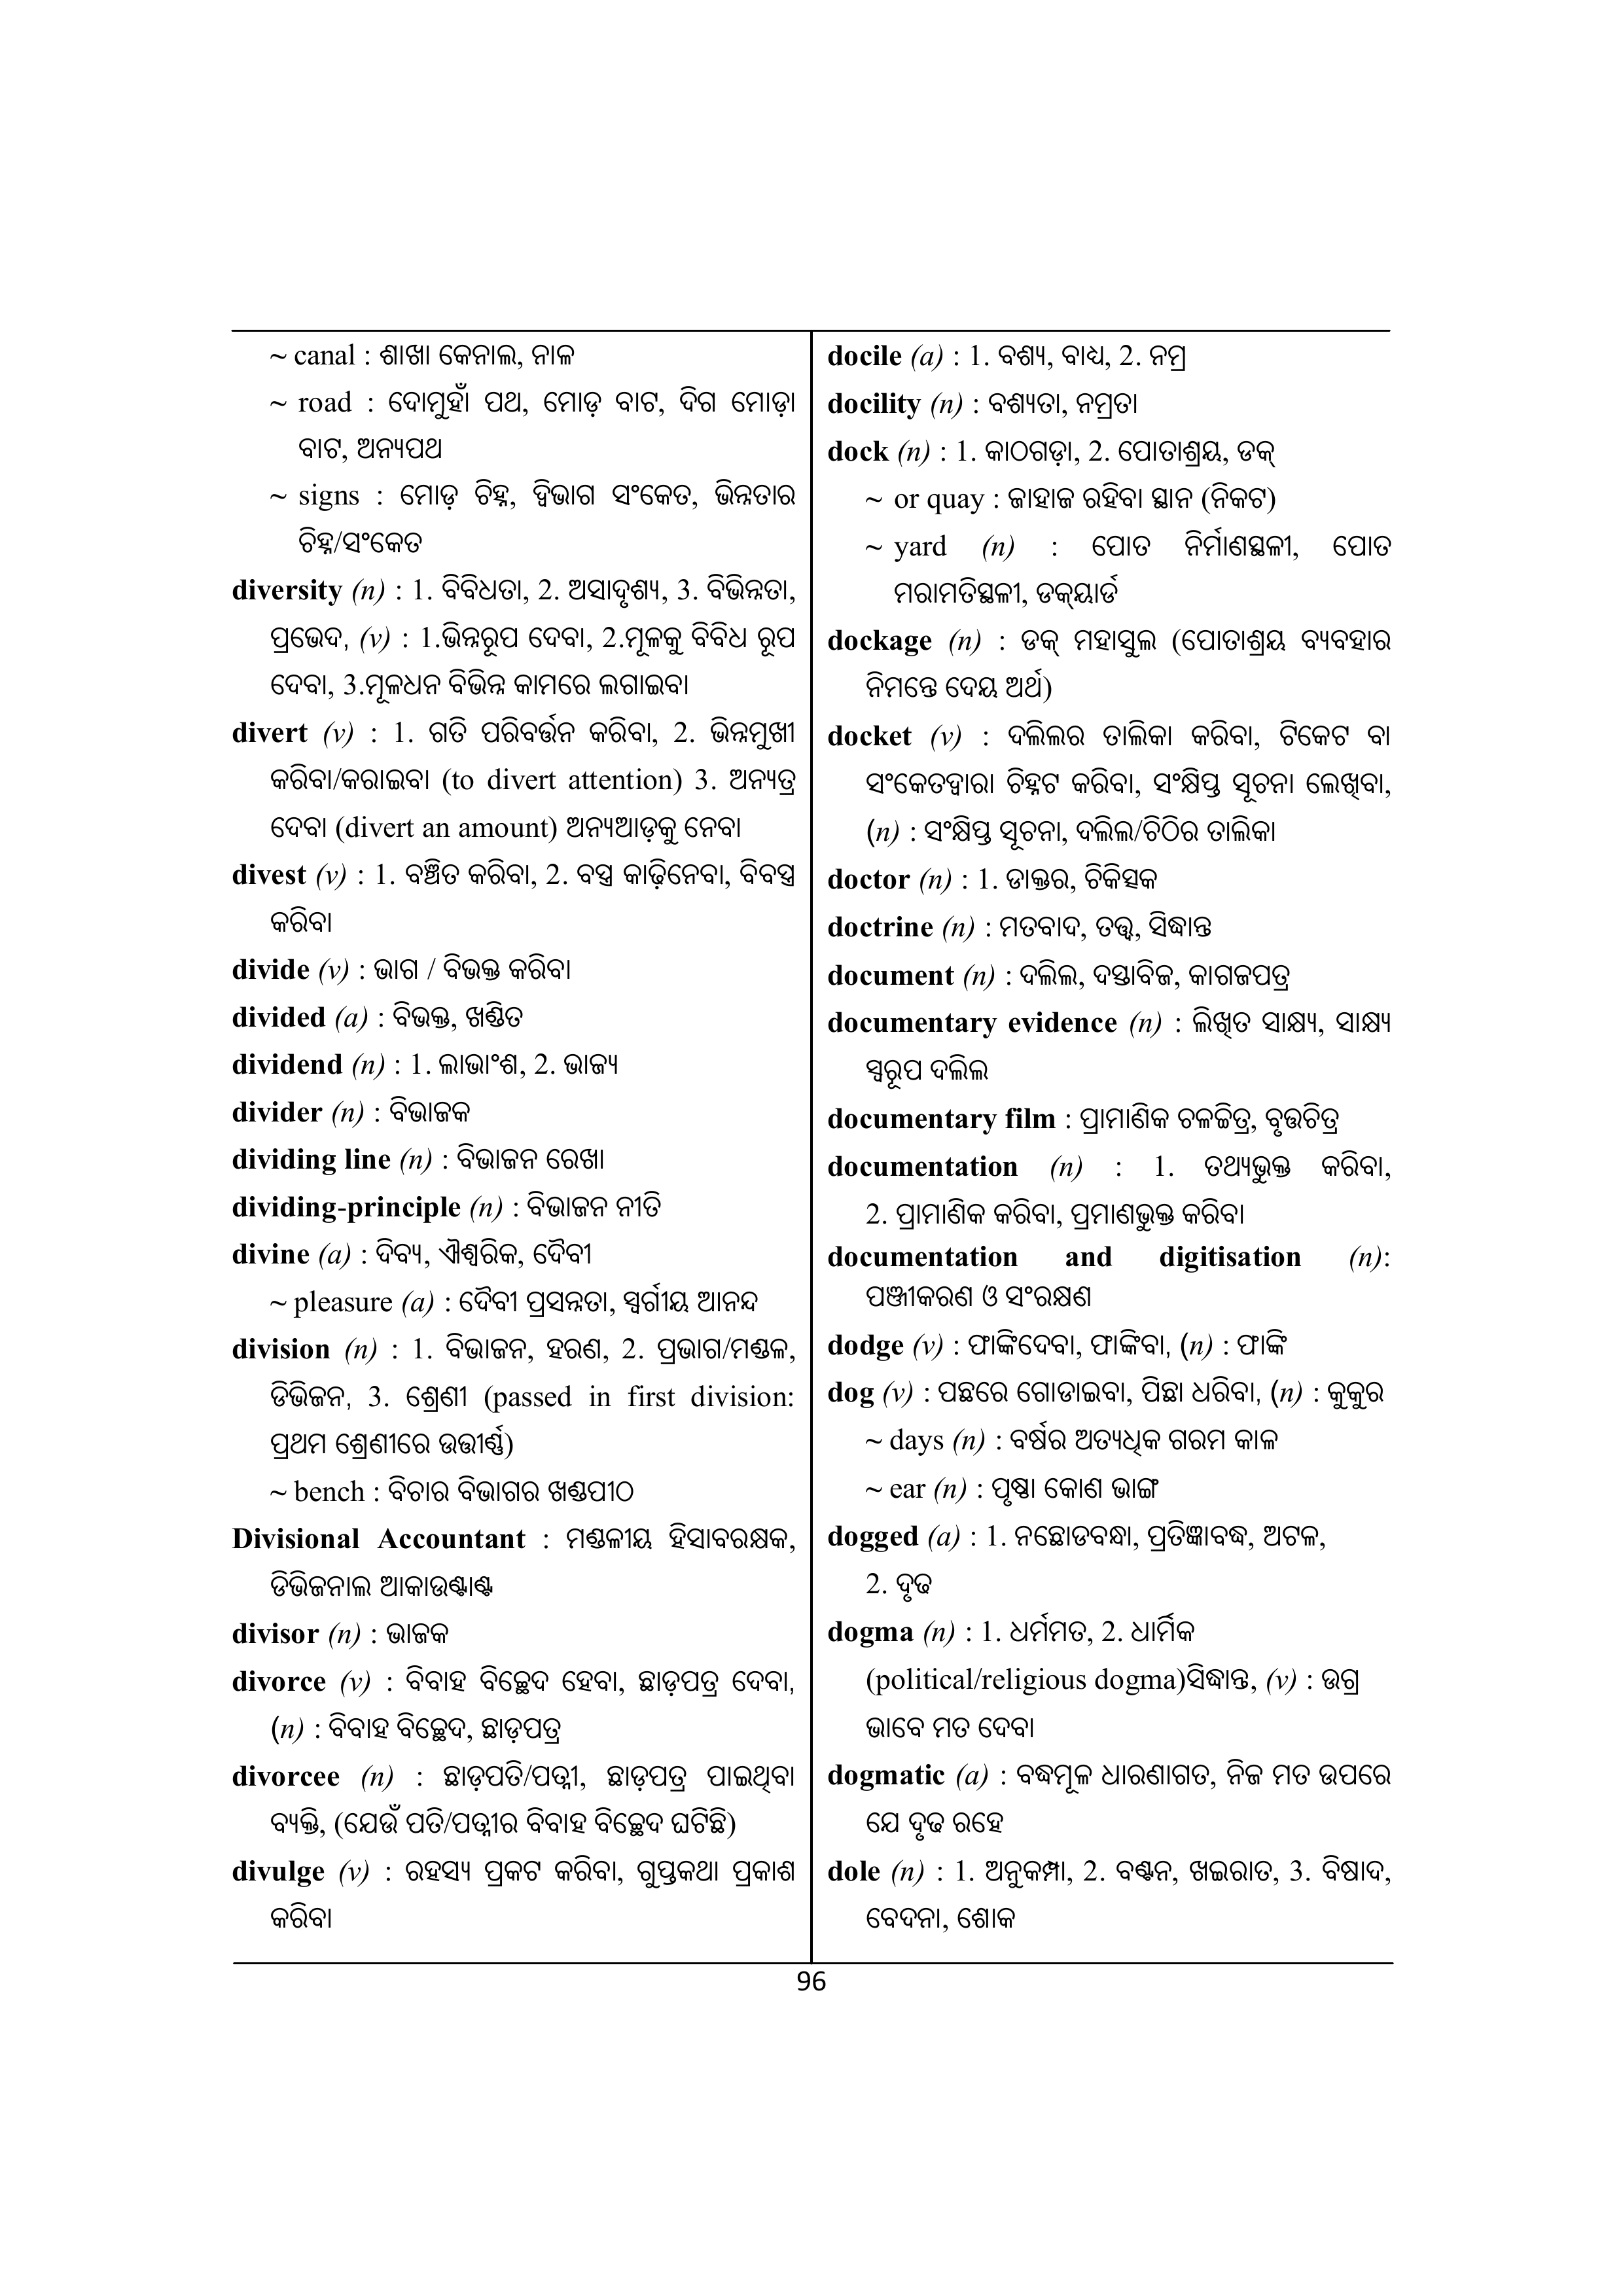 ~ canal : ଶାଖା କେନାଲ, ନାଳ
~ road : ଦୋମୁହାଁ ପଥ, ମୋଡ଼ ବାଟ, ଦିଗ ମୋଡ଼ା
ବାଟ, ଅନ୍ୟପଥ
~ signs : ମୋଡ଼ ଚିହ୍ନ, ଦ୍ଵିଭାଗ ସଂକେତ, ଭିନ୍ନତାର
ଚିହ୍ନ/ସଂକେତ
diversity (n) : 1. ବିବିଧତା, 2. ଅସାଦୃଶ୍ୟ, 3. ବିଭିନ୍ନତା,
ପ୍ରଭେଦ, (v) : 1.ଭିନ୍ନରୂପ ଦେବା, 2.ମୂଳକୁ ବିବିଧ ରୂପ
ଦେବା, 3.ମୂଳଧନ ବିଭିନ୍ନ କାମରେ ଲଗାଇବା
divert (v) : 1. ଗତି ପରିବର୍ତ୍ତନ କରିବା, 2. ଭିନ୍ନମୁଖୀ
କରିବା/କରାଇବା (to divert attention) 3. ଅନ୍ୟତ୍ର
ଦେବା (divert an amount) ଅନ୍ୟଆଡ଼କୁ ନେବା
divest (v) : 1. ବଞ୍ଚିତ କରିବା, 2. ବସ୍ତ୍ର କାଢ଼ିନେବା, ବିବସ୍ତ୍ର
କରିବା
divide (v) : ଭାଗ / ବିଭକ୍ତ କରିବା
divided (a) : ବିଭକ୍ତ, ଖଣ୍ଡିତ
dividend (n) : 1. ଲାଭାଂଶ, 2. ଭାଜ୍ୟ
divider (n) : ବିଭାଜକ
dividing line (n) : ବିଭାଜନ ରେଖା
dividing-principle (n) : ବିଭାଜନ ନୀତି
divine (a) : ଦିବ୍ୟ, ଐଶ୍ଵରିକ, ଦୈବୀ
~ pleasure (a) : ଦୈବୀ ପ୍ରସନ୍ନତା, ସ୍ଵର୍ଗୀୟ ଆନନ୍ଦ
division (n) : 1. ବିଭାଜନ, ହରଣ, 2. ପ୍ରଭାଗ/ମଣ୍ଡଳ,
ଡିଭିଜନ, 3. ଶ୍ରେଣୀ (passed in first division:
ପ୍ରଥମ ଶ୍ରେଣୀରେ ଉତ୍ତୀର୍ଣ୍ଣ)
~ bench : ବିଚାର ବିଭାଗର ଖଣ୍ଡପୀଠ
Divisional Accountant : ମଣ୍ଡଳୀୟ ହିସାବରକ୍ଷକ,
ଡିଭିଜନାଲ ଆକାଉଣ୍ଟାଣ୍ଟ
divisor (n) : ଭାଜକ
divorce (v) : ବିବାହ ବିଚ୍ଛେଦ ହେବା, ଛାଡ଼ପତ୍ର ଦେବା,
(n) : ବିବାହ ବିଚ୍ଛେଦ, ଛାଡ଼ପତ୍ର
divorcee (n) : ଛାଡ଼ପତି/ପତ୍ନୀ, ଛାଡ଼ପତ୍ର ପାଇଥିବା
ବ୍ୟକ୍ତି, (ଯେଉଁ ପତି/ପତ୍ନୀର ବିବାହ ବିଚ୍ଛେଦ ଘଟିଛି)
divulge (v) : ରହସ୍ୟ ପ୍ରକଟ କରିବା, ଗୁପ୍ତକଥା ପ୍ରକାଶ
କରିବା
docile (a) : 1. ବଶ୍ୟ, ବାଧ୍ୟ, 2. ନମ୍ର
docility (n) : ବଶ୍ୟତା, ନମ୍ରତା
dock (n) : 1. କାଠଗଡ଼ା, 2. ପୋତାଶ୍ରୟ, ଡକ୍
~ or quay : ଜାହାଜ ରହିବା ସ୍ଥାନ (ନିକଟ)
~ yard (n) : ପୋତ ନିର୍ମାଣସ୍ଥଳୀ, ପୋତ
ମରାମତିସ୍ଥଳୀ, ଡକ୍‌ୟାର୍ଡ
dockage (n) : ଡକ୍ ମହାସୁଲ (ପୋତାଶ୍ରୟ ବ୍ୟବହାର
ନିମନ୍ତେ ଦେୟ ଅର୍ଥ)
docket (v) : ଦଲିଲର ତାଲିକା କରିବା, ଟିକେଟ ବା
ସଂକେତଦ୍ଵାରା ଚିହ୍ନଟ କରିବା, ସଂକ୍ଷିପ୍ତ ସୂଚନା ଲେଖିବା,
(n) : ସଂକ୍ଷିପ୍ତ ସୂଚନା, ଦଲିଲ/ଚିଠିର ତାଲିକା
doctor (n) : 1. ଡାକ୍ତର, ଚିକିତ୍ସକ
doctrine (n) : ମତବାଦ, ତତ୍ତ୍ଵ, ସିଦ୍ଧାନ୍ତ
document (n) : ଦଲିଲ, ଦସ୍ତାବିଜ, କାଗଜପତ୍ର
documentary evidence (n) : ଲିଖିତ ସାକ୍ଷ୍ୟ, ସାକ୍ଷ୍ୟ
ସ୍ଵରୂପ ଦଲିଲ
documentary film : ପ୍ରାମାଣିକ ଚଳଚ୍ଚିତ୍ର, ବୃତ୍ତଚିତ୍ର
documentation (n) : 1. ତଥ୍ୟଭୁକ୍ତ କରିବା,
2. ପ୍ରାମାଣିକ କରିବା, ପ୍ରମାଣଭୁକ୍ତ କରିବା
documentation and digitisation (n):
ପଞ୍ଜୀକରଣ ଓ ସଂରକ୍ଷଣ
dodge (v) : ଫାଙ୍କିଦେବା, ଫାଙ୍କିବା, (n) : ଫାଙ୍କି
dog (v) : ପଛରେ ଗୋଡାଇବା, ପିଛା ଧରିବା, (n) : କୁକୁର
~ days (n) : ବର୍ଷର ଅତ୍ୟଧିକ ଗରମ କାଳ
~ ear (n) : ପୃଷ୍ଠା କୋଣ ଭାଙ୍ଗ
dogged (a) : 1. ନଛୋଡବନ୍ଧା, ପ୍ରତିଜ୍ଞାବଦ୍ଧ, ଅଟଳ,
2. ଦୃଢ
dogma (n) : 1. ଧର୍ମମତ, 2. ଧାର୍ମିକ
(political/religious dogma)ସିଦ୍ଧାନ୍ତ, (v) : ଉଗ୍ର
ଭାବେ ମତ ଦେବା
dogmatic (a) : ବଦ୍ଧମୂଳ ଧାରଣାଗତ, ନିଜ ମତ ଉପରେ
ଯେ ଦୃଢ ରହେ
dole (n) : 1. ଅନୁକମ୍ପା, 2. ବଣ୍ଟନ, ଖଇରାତ, 3. ବିଷାଦ,
ବେଦନା, ଶୋକ
96